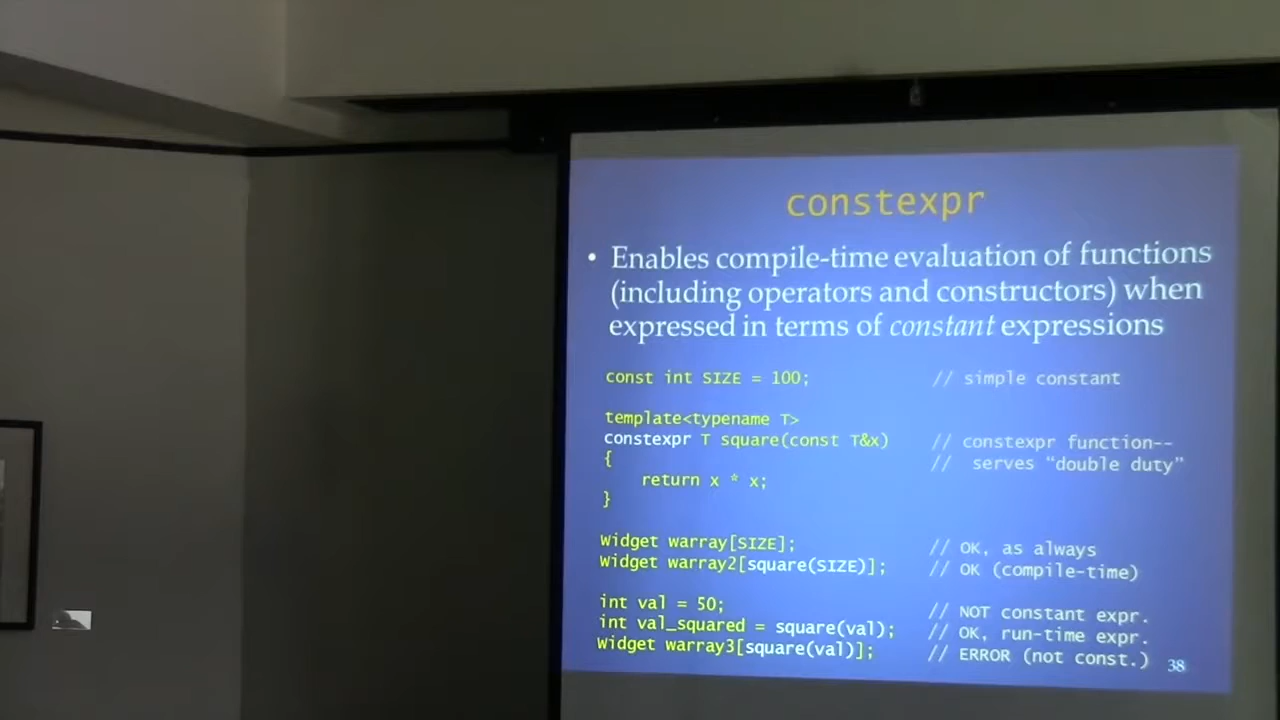 constexpr
• Enables compile-time evaluation of functions
(including operators and constructors) when
expressed in terms of constant expressions
const int SIZE = 100; // simple constant
template<typename T>
constexpr T square(const T&x) // constexpr function--
{ // serves “double duty”
return x * x;
}
Widget warray[SIZE]; // OK, as always
Widget warray2[square(SIZE)]; // OK (compile-time)
int val = 50; // NOT constant expr.
int val_squared = square(val); // OK, run-time expr.
Widget warray3[square(val)]; // ERROR (not const.)
38